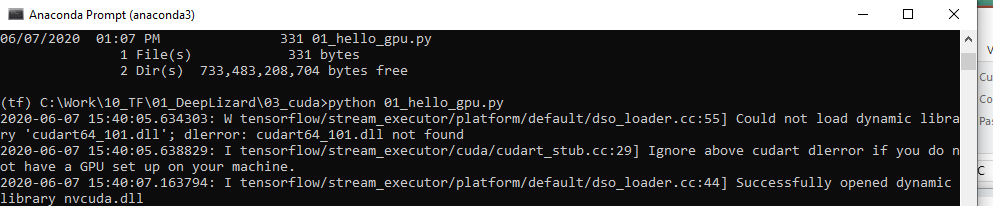 Anaconda Prompt (anaconda3)
06/07/2020  01:07 PM               331 01_hello_gpu.py
               1 File(s)            331 bytes
               2 Dir(s)  733,483,208,704 bytes free
(tf) C:\Work\10_TF\01_DeepLizard\03_cuda>python 01_hello_gpu.py
2020-06-07 15:40:05.634303: W tensorflow/stream_executor/platform/default/dso_loader.cc:55] Could not load dynamic libra
ry 'cudart64_101.dll'; dlerror: cudart64_101.dll not found
2020-06-07 15:40:05.638829: I tensorflow/stream_executor/cuda/cudart_stub.cc:29] Ignore above cudart dlerror if you do n
ot have a GPU set up on your machine.
2020-06-07 15:40:07.163794: I tensorflow/stream_executor/platform/default/dso_loader.cc:44] Successfully opened dynamic
library nvcuda.dll
V
Cu
Co
Pas
C